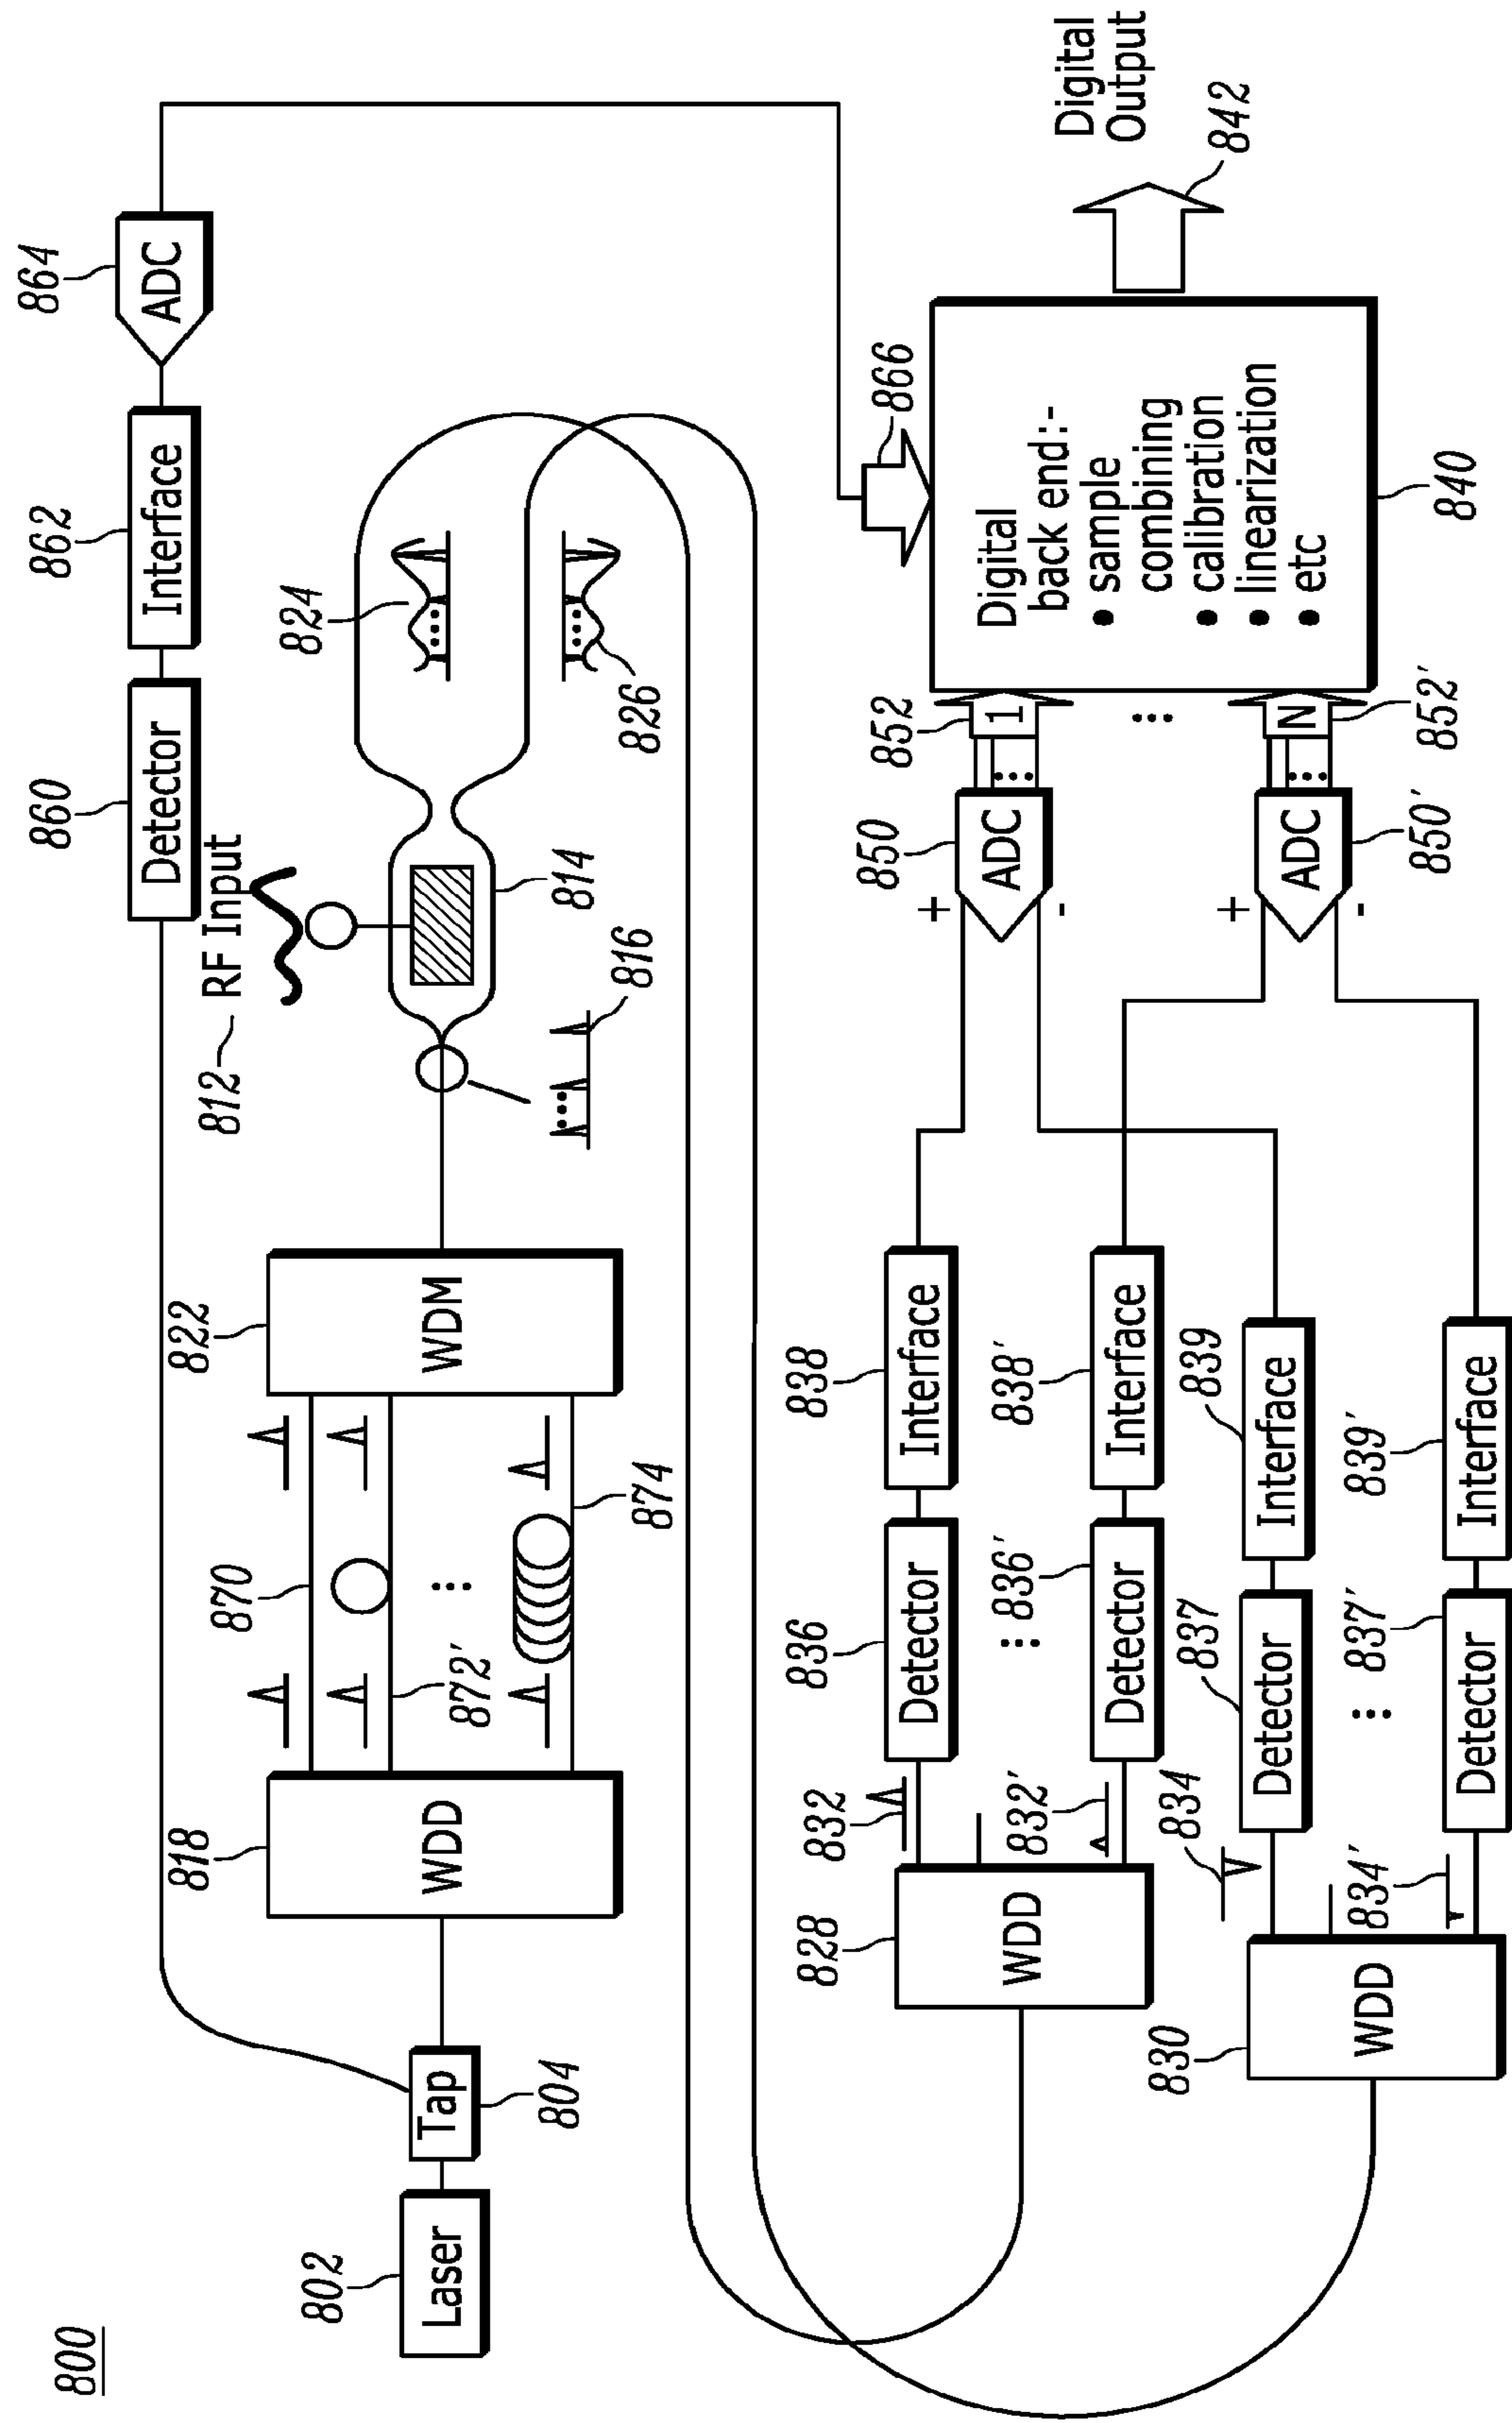 800
802
Laser
Tap
804
818
WDD
870
872'
874
822
WDM
812
RF Input
814
816
824
826
860
Detector
862
Interface
864
ADC
866
828
WDD
830
WDD
832
832'
834
834'
836
Detector
836'
Detector
837
Detector
837'
Detector
838
Interface
838'
Interface
839
Interface
839'
Interface
850
+
ADC
-
850'
+
ADC
-
852
1
852'
N
Digital
back end:-
• sample
combining
• calibration
• linearization
• etc
840
842
Digital
Output